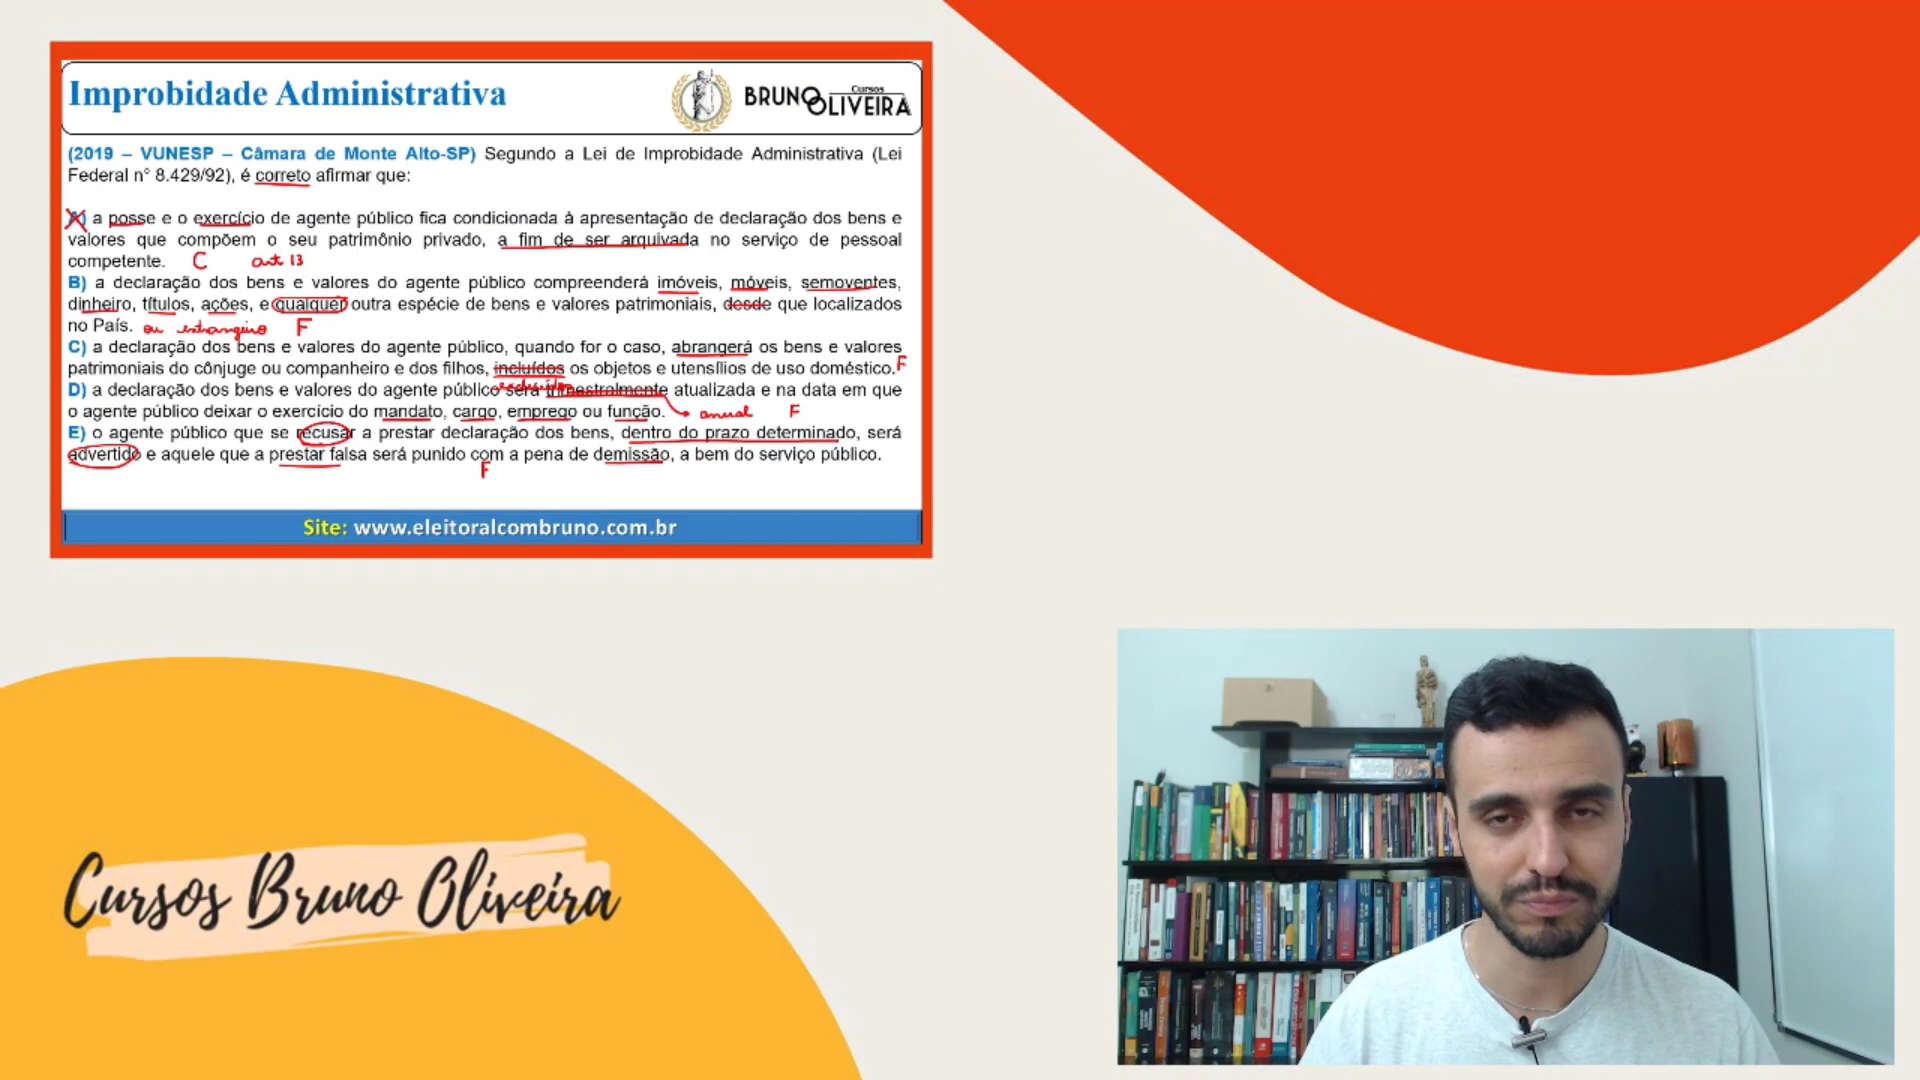 Improbidade Administrativa
Cursos
BRUNO OLIVEIRA
(2019 – VUNESP – Câmara de Monte Alto-SP) Segundo a Lei de Improbidade Administrativa (Lei
Federal n° 8.429/92), é correto afirmar que:
A) a posse e o exercício de agente público fica condicionada à apresentação de declaração dos bens e
valores que compõem o seu patrimônio privado, a fim de ser arquivada no serviço de pessoal
competente. C art 13
B) a declaração dos bens e valores do agente público compreenderá imóveis, móveis, semoventes,
dinheiro, títulos, ações, e qualquer outra espécie de bens e valores patrimoniais, desde que localizados
no País. ou estrangeiro F
C) a declaração dos bens e valores do agente público, quando for o caso, abrangerá os bens e valores
patrimoniais do cônjuge ou companheiro e dos filhos, incluídos os objetos e utensílios de uso doméstico. F
excluídos
D) a declaração dos bens e valores do agente público será trimestralmente atualizada e na data em que
o agente público deixar o exercício do mandato, cargo, emprego ou função. anual F
E) o agente público que se recusar a prestar declaração dos bens, dentro do prazo determinado, será
advertido e aquele que a prestar falsa será punido com a pena de demissão, a bem do serviço público.
F
Site: www.eleitoralcombruno.com.br
Cursos Bruno Oliveira